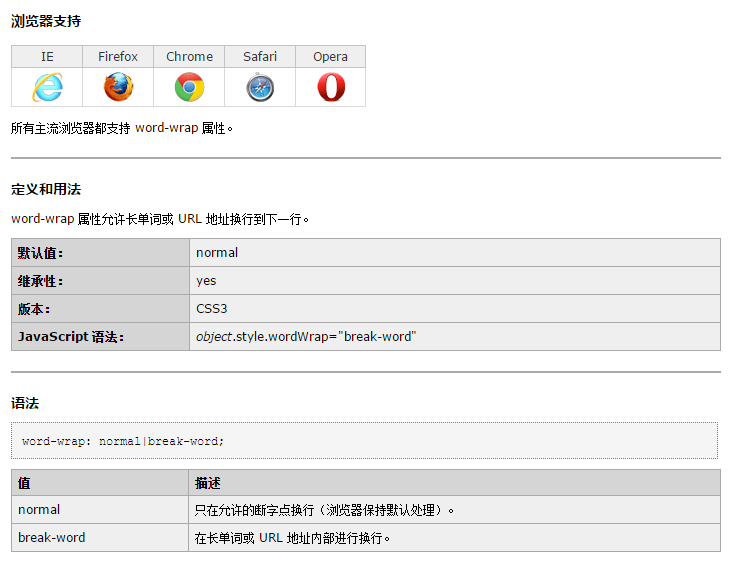 浏览器支持
IE Firefox Chrome Safari Opera
所有主流浏览器都支持 word-wrap 属性。
定义和用法
word-wrap 属性允许长单词或 URL 地址换行到下一行。
默认值： normal
继承性： yes
版本： CSS3
JavaScript 语法： object.style.wordWrap="break-word"
语法
word-wrap: normal|break-word;
值 描述
normal 只在允许的断字点换行（浏览器保持默认处理）。
break-word 在长单词或 URL 地址内部进行换行。